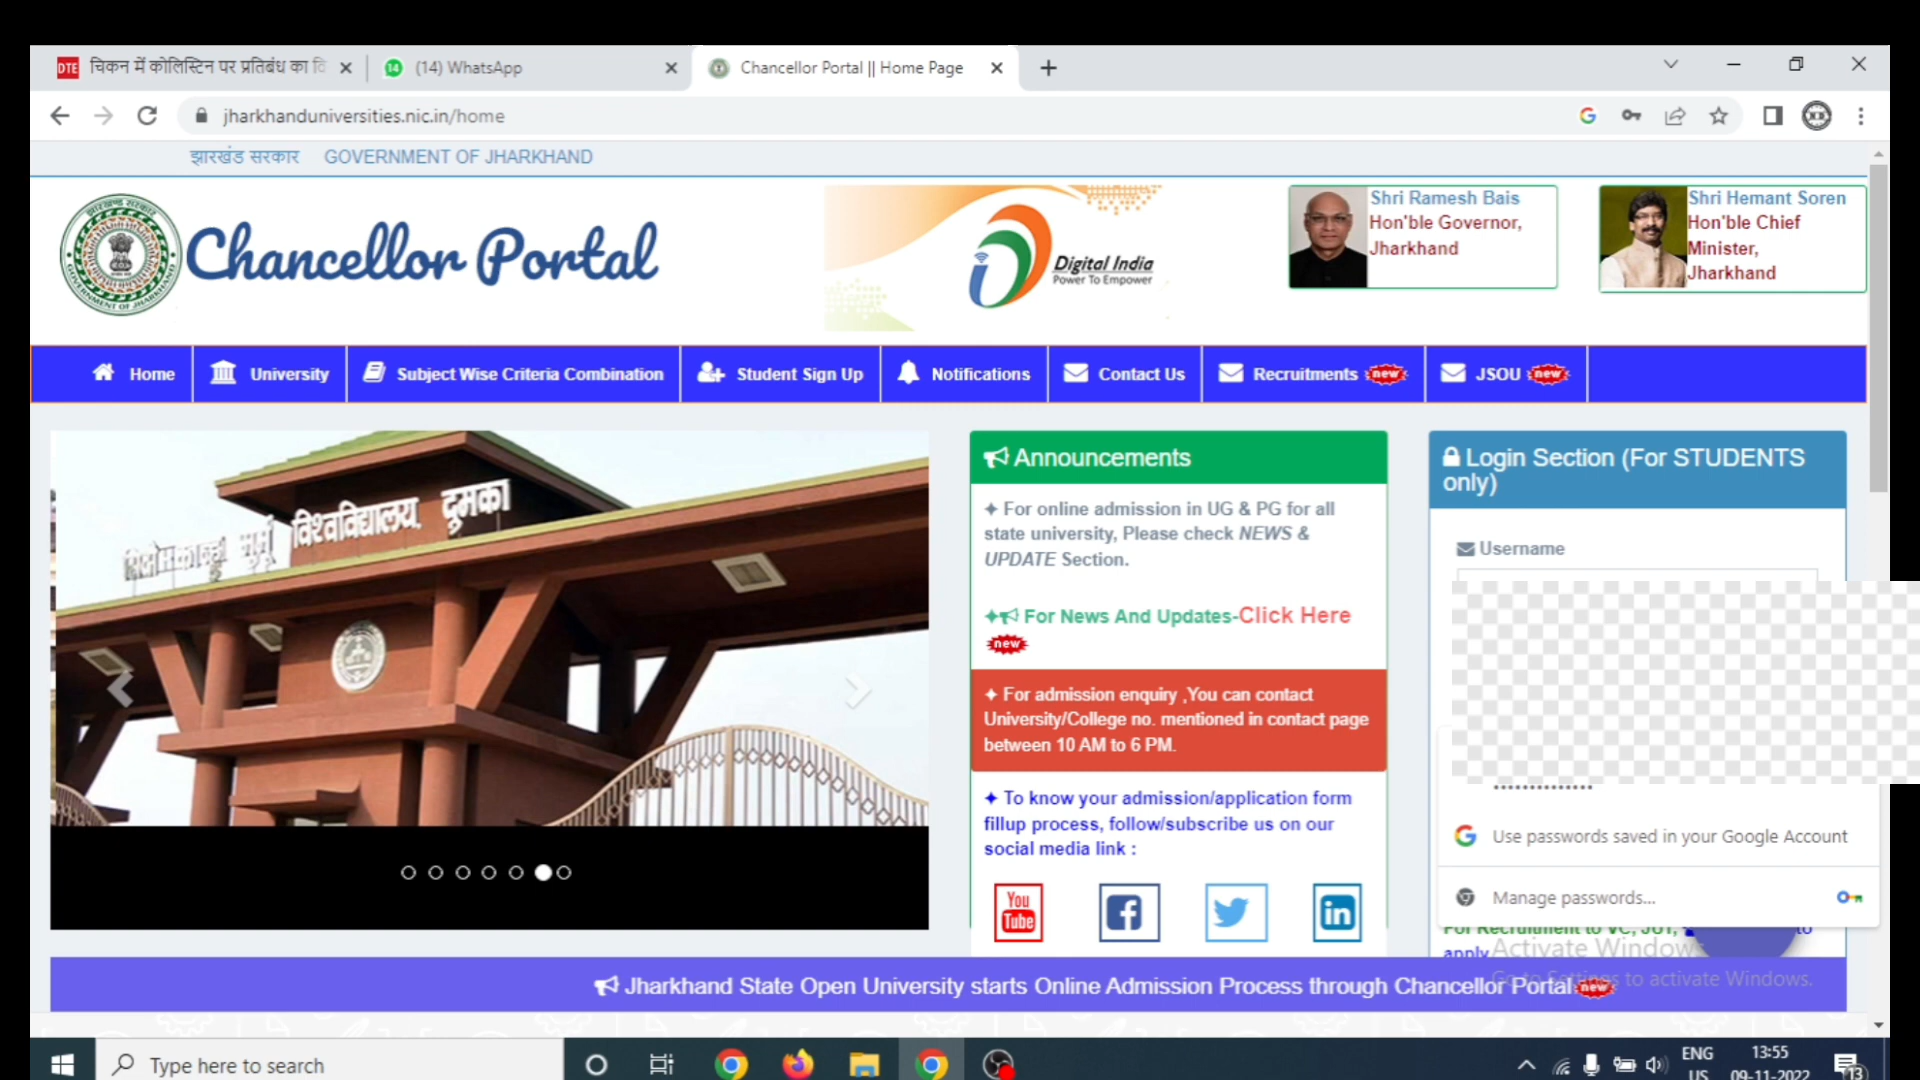 चिकन में कोलिस्टिन पर प्रतिबंध का
(14) WhatsApp
Chancellor Portal || Home Page
jharkhanduniversities.nic.in/home
झारखंड सरकार GOVERNMENT OF JHARKHAND
Chancellor Portal
Digital India
Power To Empower
Shri Ramesh Bais
Hon'ble Governor,
Jharkhand
Shri Hemant Soren
Hon'ble Chief
Minister,
Jharkhand
Home
University
Subject Wise Criteria Combination
Student Sign Up
Notifications
Contact Us
Recruitments new
JSOU new
विश्वविद्यालय, दुमका
Announcements
✦ For online admission in UG & PG for all
state university, Please check NEWS &
UPDATE Section.
✦ For News And Updates-Click Here
new
✦ For admission enquiry ,You can contact
University/College no. mentioned in contact page
between 10 AM to 6 PM.
✦ To know your admission/application form
fillup process, follow/subscribe us on our
social media link :
You
Tube
Login Section (For STUDENTS
only)
Username
Use passwords saved in your Google Account
Manage passwords...
For Recruitment to VC, JUT,
to
apply
Activate Windows
Go to Settings to activate Windows.
Jharkhand State Open University starts Online Admission Process through Chancellor Portal new
Type here to search
ENG
US
13:55
09-11-2022
13